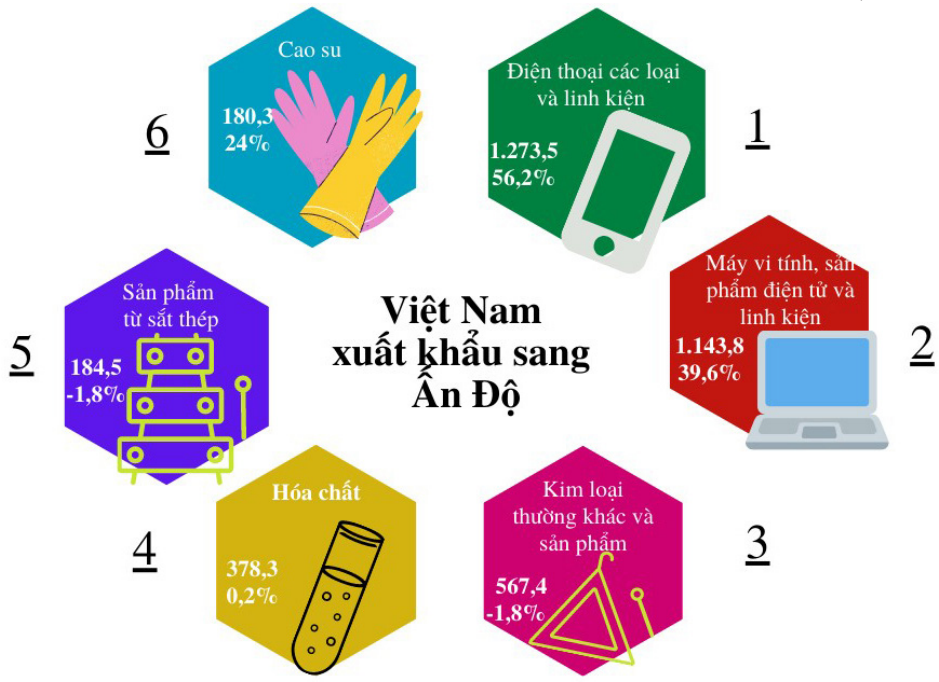 Việt Nam
xuất khẩu sang
Ấn Độ
1
Điện thoại các loại
và linh kiện
1.273,5
56,2%
2
Máy vi tính, sản
phẩm điện tử và
linh kiện
1.143,8
39,6%
3
Kim loại
thường khác và
sản phẩm
567,4
-1,8%
4
Hóa chất
378,3
0,2%
5
Sản phẩm
từ sắt thép
184,5
-1,8%
6
Cao su
180,3
24%